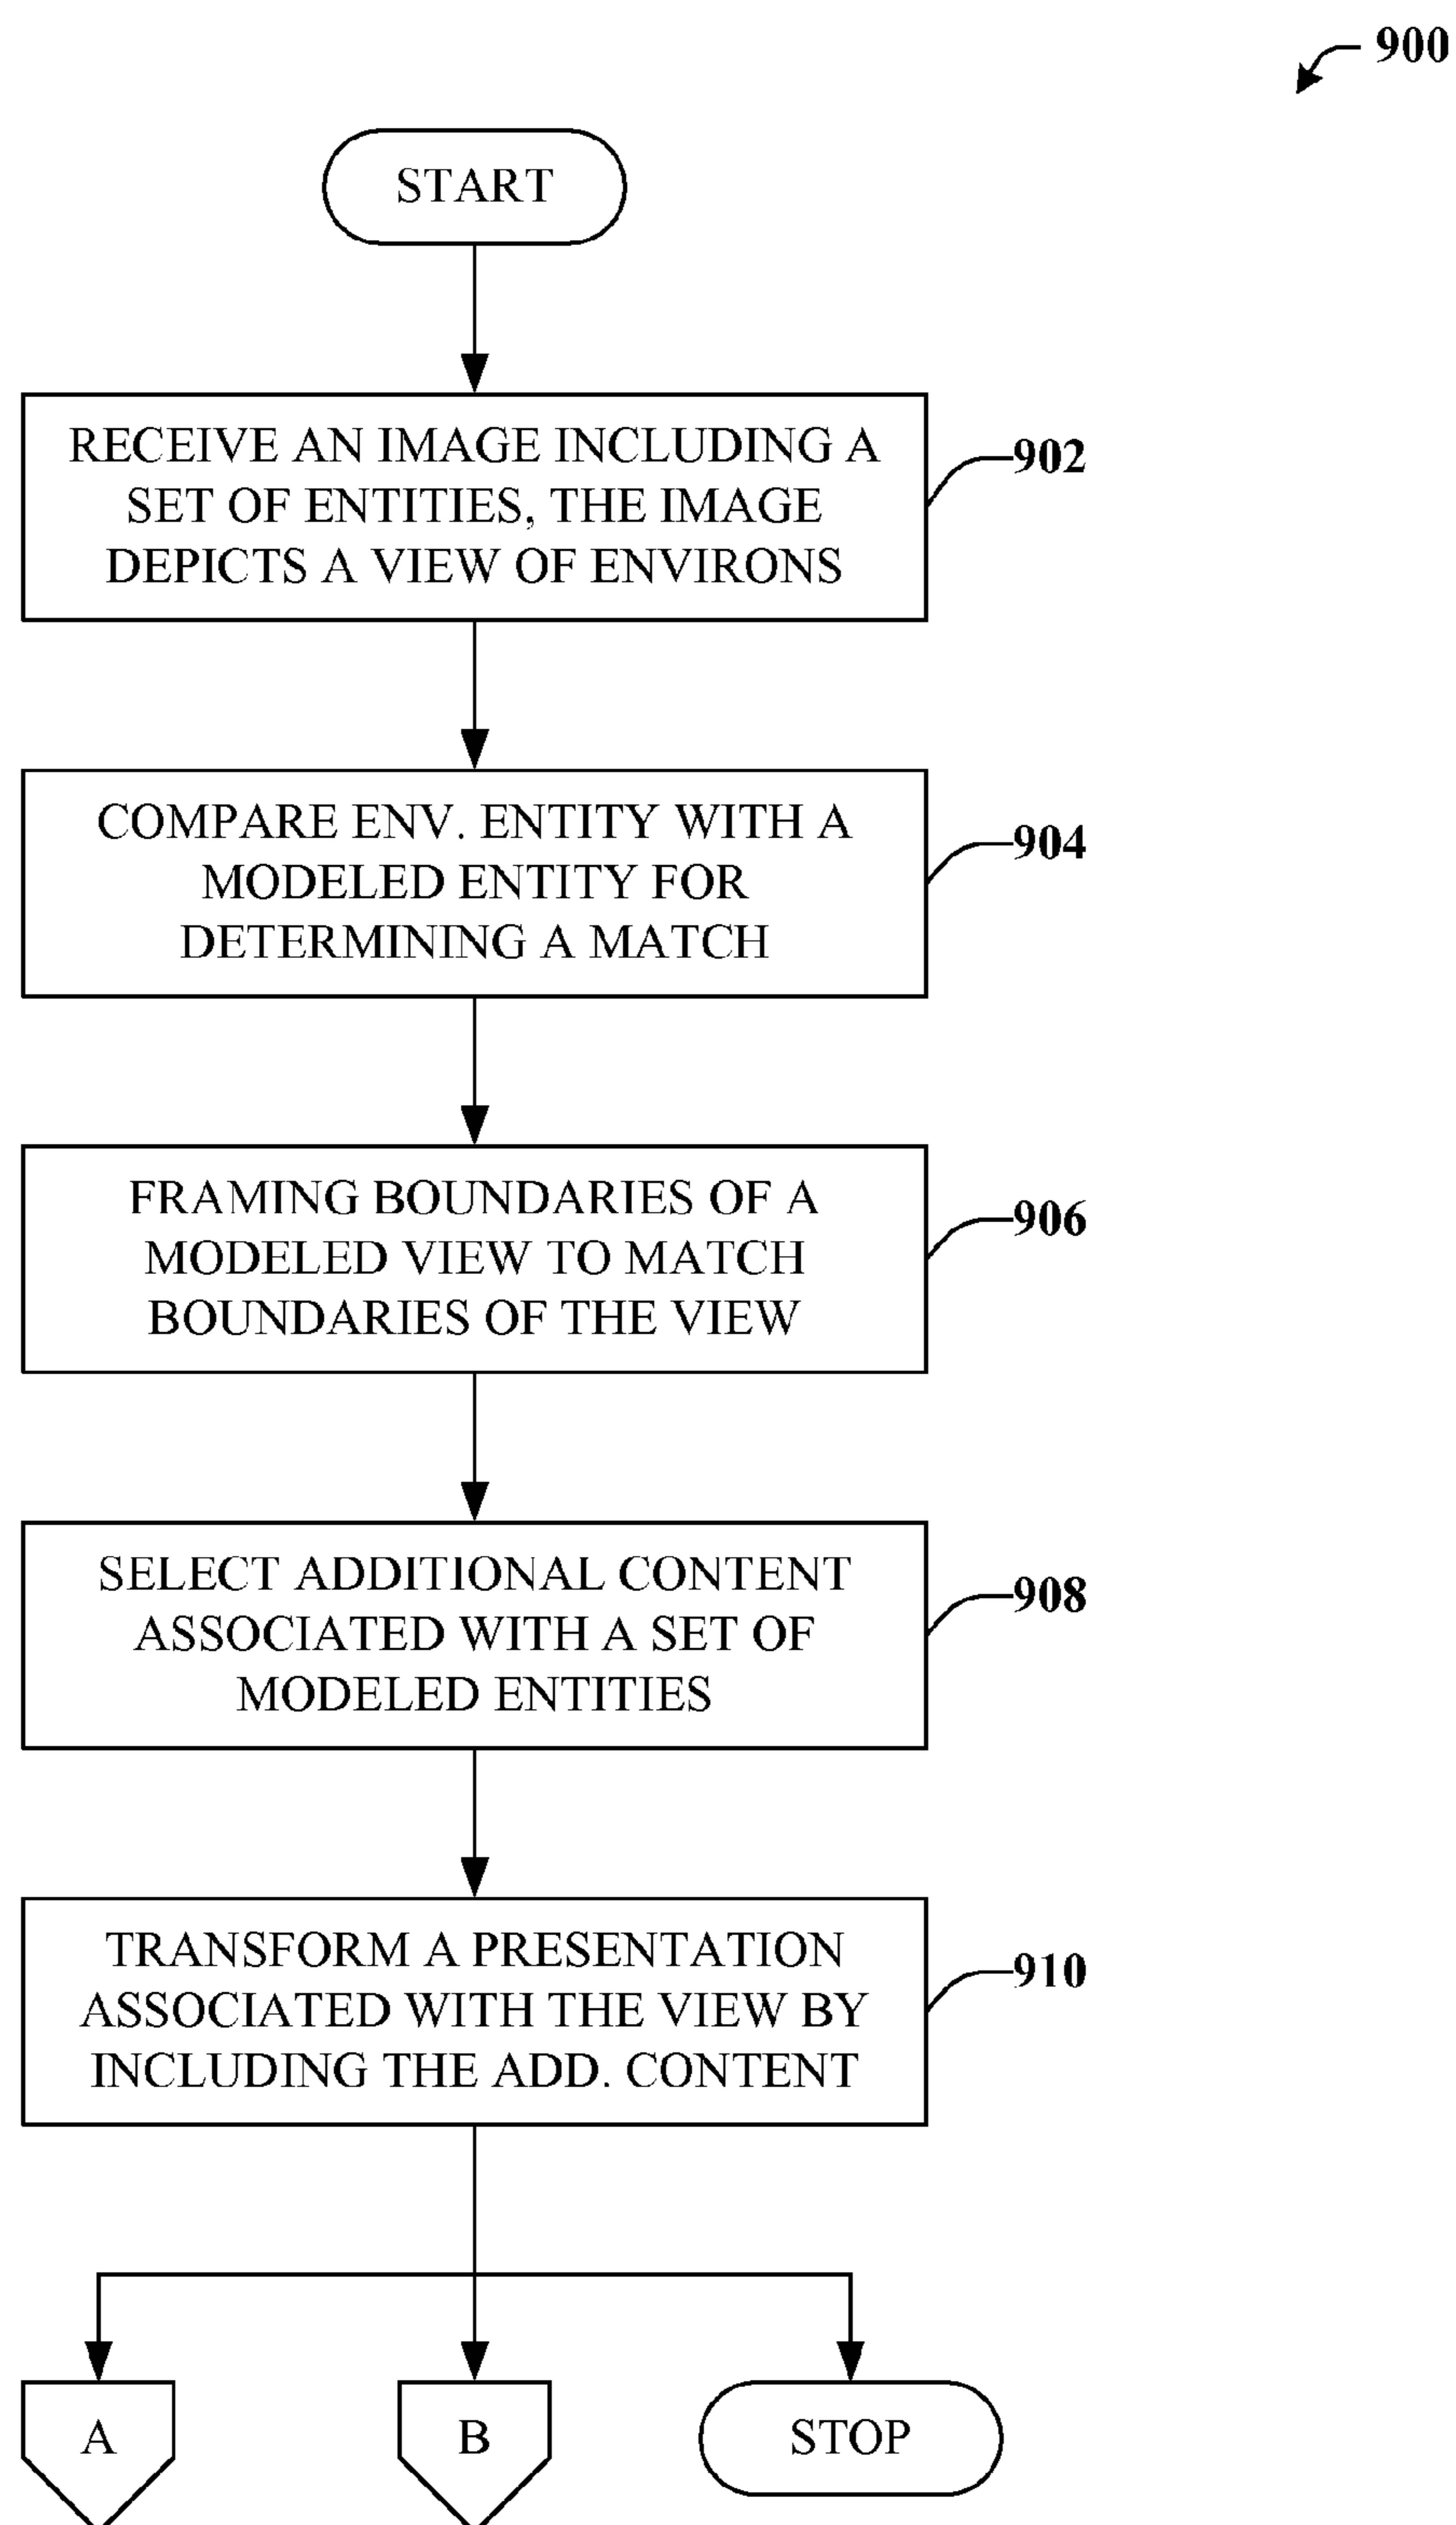 900
START
RECEIVE AN IMAGE INCLUDING A
SET OF ENTITIES, THE IMAGE
DEPICTS A VIEW OF ENVIRONS
902
COMPARE ENV. ENTITY WITH A
MODELED ENTITY FOR
DETERMINING A MATCH
904
FRAMING BOUNDARIES OF A
MODELED VIEW TO MATCH
BOUNDARIES OF THE VIEW
906
SELECT ADDITIONAL CONTENT
ASSOCIATED WITH A SET OF
MODELED ENTITIES
908
TRANSFORM A PRESENTATION
ASSOCIATED WITH THE VIEW BY
INCLUDING THE ADD. CONTENT
910
A
B
STOP